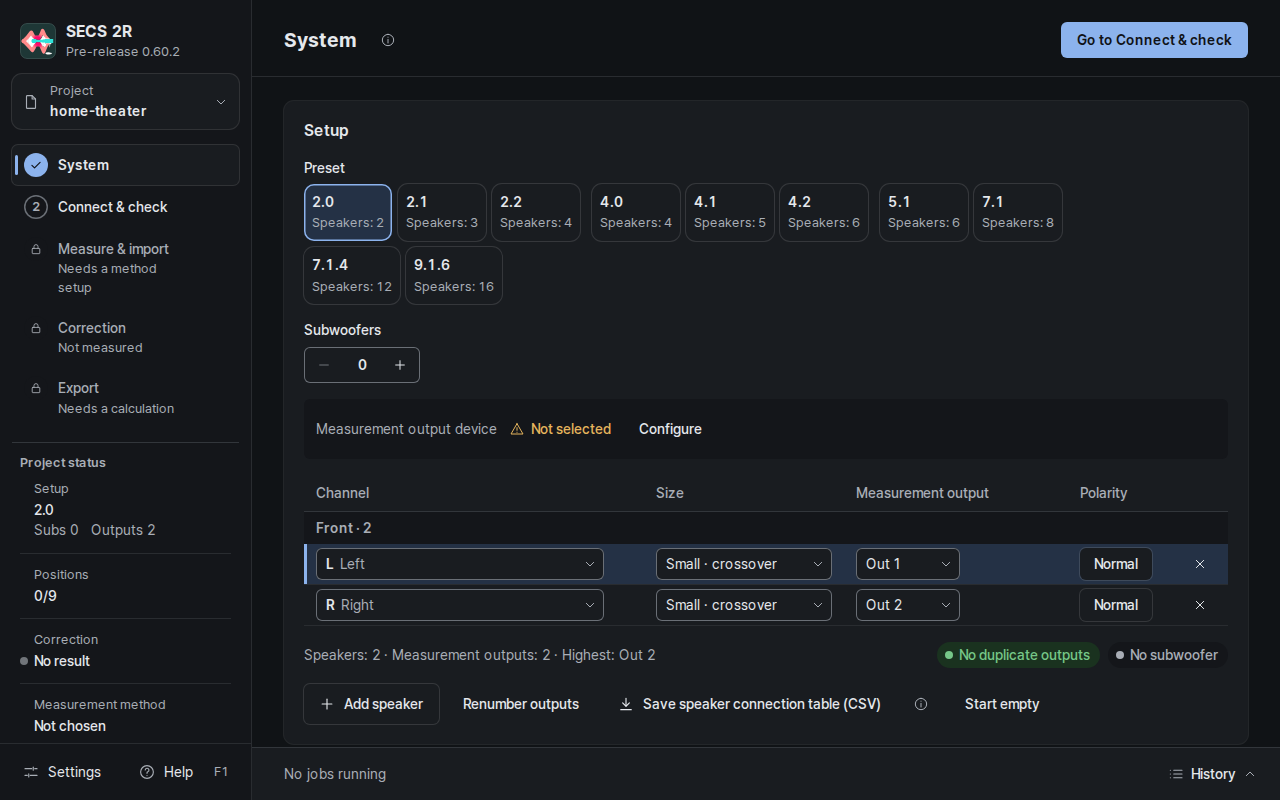 SECS 2R
Pre-release 0.60.2
Project
home-theater
System
2 Connect & check
Measure & import
Needs a method
setup
Correction
Not measured
Export
Needs a calculation
Project status
Setup
2.0
Subs 0 Outputs 2
Positions
0/9
Correction
No result
Measurement method
Not chosen
Settings Help F1
System
Go to Connect & check
Setup
Preset
2.0 2.1 2.2 4.0 4.1 4.2 5.1 7.1
Speakers: 2 Speakers: 3 Speakers: 4 Speakers: 4 Speakers: 5 Speakers: 6 Speakers: 6 Speakers: 8
7.1.4 9.1.6
Speakers: 12 Speakers: 16
Subwoofers
− 0 +
Measurement output device Not selected Configure
Channel Size Measurement output Polarity
Front · 2
L Left Small · crossover Out 1 Normal
R Right Small · crossover Out 2 Normal
Speakers: 2 · Measurement outputs: 2 · Highest: Out 2 No duplicate outputs No subwoofer
Add speaker Renumber outputs Save speaker connection table (CSV) Start empty
No jobs running History